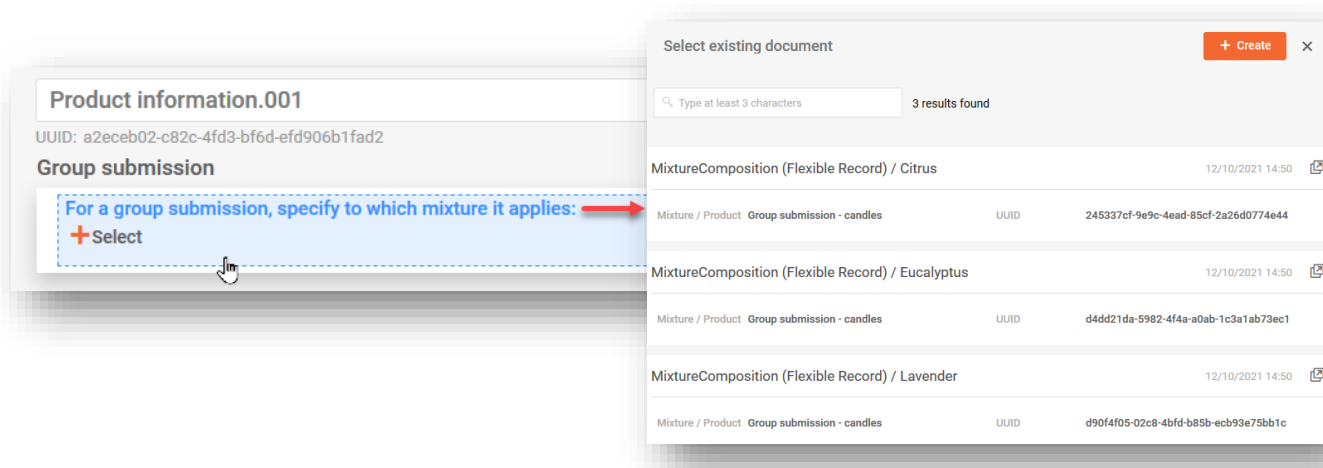 Product information.001
UUID: a2eceb02-c82c-4fd3-bf6d-efd906b1fad2
Group submission
For a group submission, specify to which mixture it applies:
+Select
Select existing document
+ Create
Type at least 3 characters
3 results found
MixtureComposition (Flexible Record) / Citrus 12/10/2021 14:50
Mixture / Product Group submission - candles UUID 245337cf-9e9c-4ead-85cf-2a26d0774e44
MixtureComposition (Flexible Record) / Eucalyptus 12/10/2021 14:50
Mixture / Product Group submission - candles UUID d4dd21da-5982-4f4a-a0ab-1c3a1ab73ec1
MixtureComposition (Flexible Record) / Lavender 12/10/2021 14:50
Mixture / Product Group submission - candles UUID d90f4f05-02c8-4bfd-b85b-ecb93e75bb1c